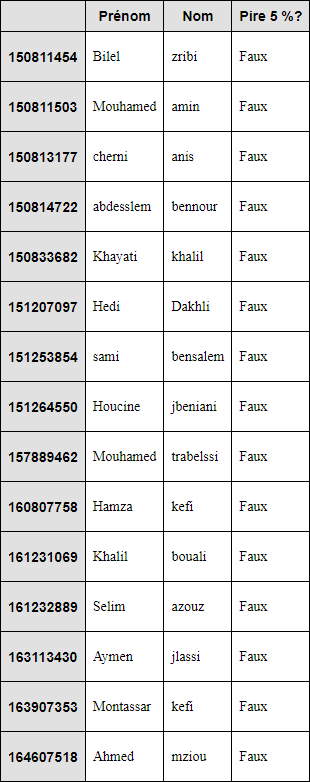 Prénom Nom Pire 5 %?
150811454 Bilel zribi Faux
150811503 Mouhamed amin Faux
150813177 cherni anis Faux
150814722 abdesslem bennour Faux
150833682 Khayati khalil Faux
151207097 Hedi Dakhli Faux
151253854 sami bensalem Faux
151264550 Houcine jbeniani Faux
157889462 Mouhamed trabelssi Faux
160807758 Hamza kefi Faux
161231069 Khalil bouali Faux
161232889 Selim azouz Faux
163113430 Aymen jlassi Faux
163907353 Montassar kefi Faux
164607518 Ahmed mziou Faux